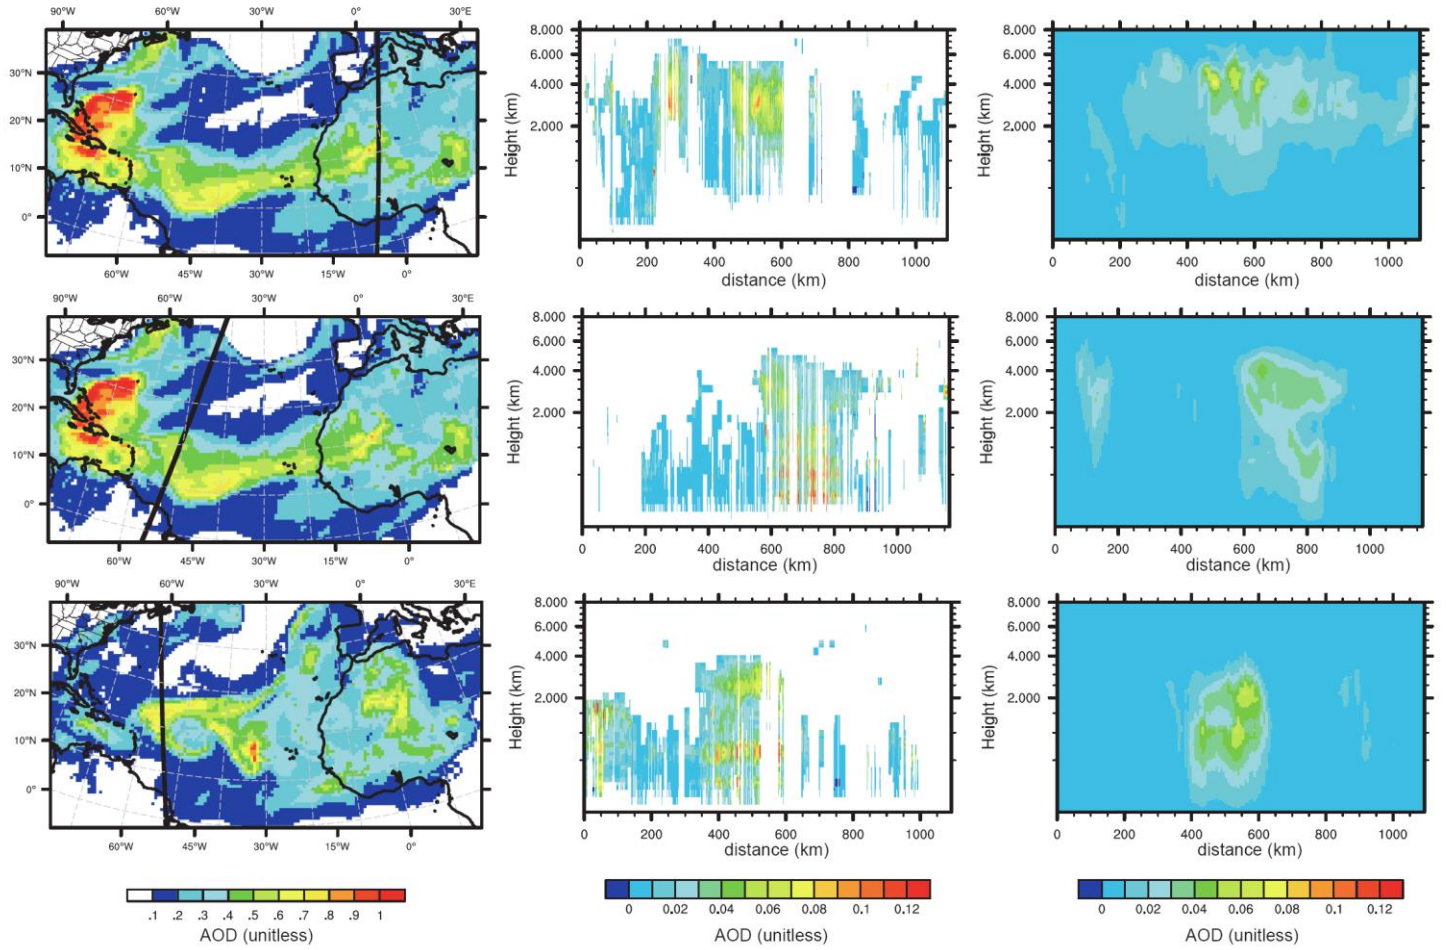 90°W 60°W 30°W 0° 30°E
30°N
20°N
10°N
0°
60°W 45°W 30°W 15°W 0°
8.000
6.000
4.000
2.000
Height (km)
0 200 400 600 800 1000
distance (km)
8.000
6.000
4.000
2.000
Height (km)
0 200 400 600 800 1000
distance (km)
90°W 60°W 30°W 0° 30°E
30°N
20°N
10°N
0°
60°W 45°W 30°W 15°W 0°
8.000
6.000
4.000
2.000
Height (km)
0 200 400 600 800 1000
distance (km)
8.000
6.000
4.000
2.000
Height (km)
0 200 400 600 800 1000
distance (km)
90°W 60°W 30°W 0° 30°E
30°N
20°N
10°N
0°
60°W 45°W 30°W 15°W 0°
8.000
6.000
4.000
2.000
Height (km)
0 200 400 600 800 1000
distance (km)
8.000
6.000
4.000
2.000
Height (km)
0 200 400 600 800 1000
distance (km)
.1 .2 .3 .4 .5 .6 .7 .8 .9 1
AOD (unitless)
0 0.02 0.04 0.06 0.08 0.1 0.12
AOD (unitless)
0 0.02 0.04 0.06 0.08 0.1 0.12
AOD (unitless)